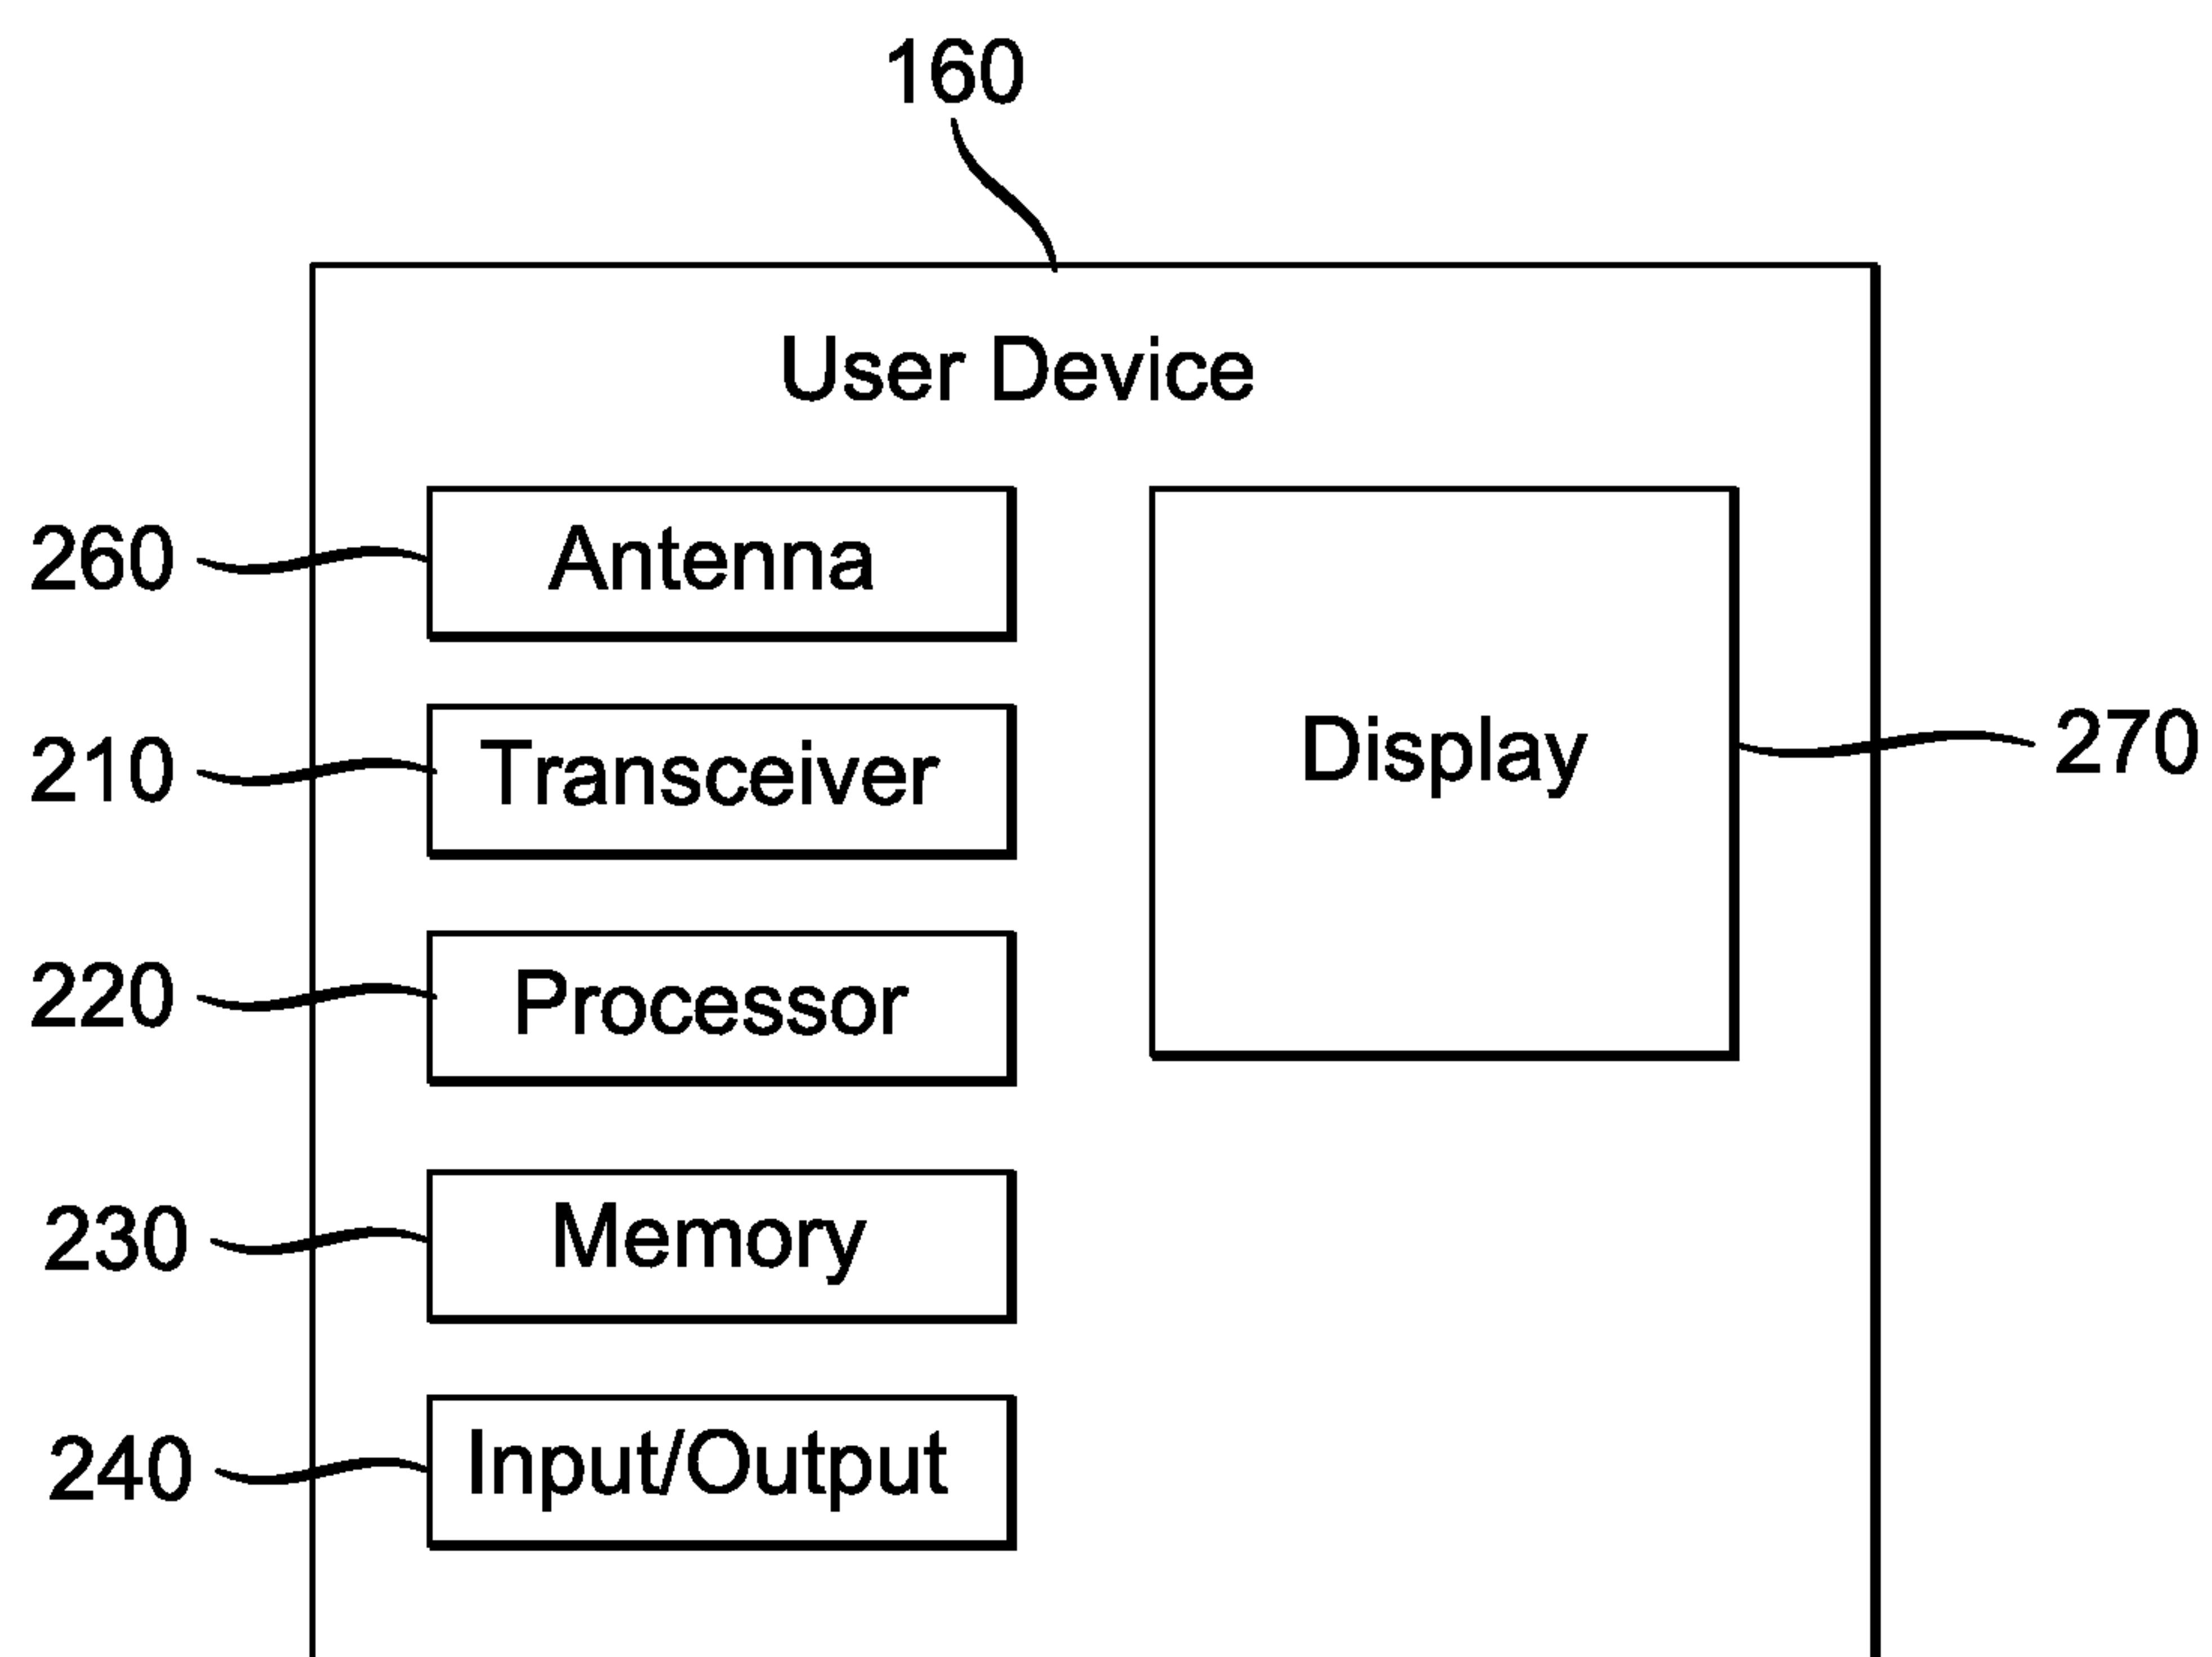 160
User Device
260 Antenna
210 Transceiver
Display 270
220 Processor
230 Memory
240 Input/Output